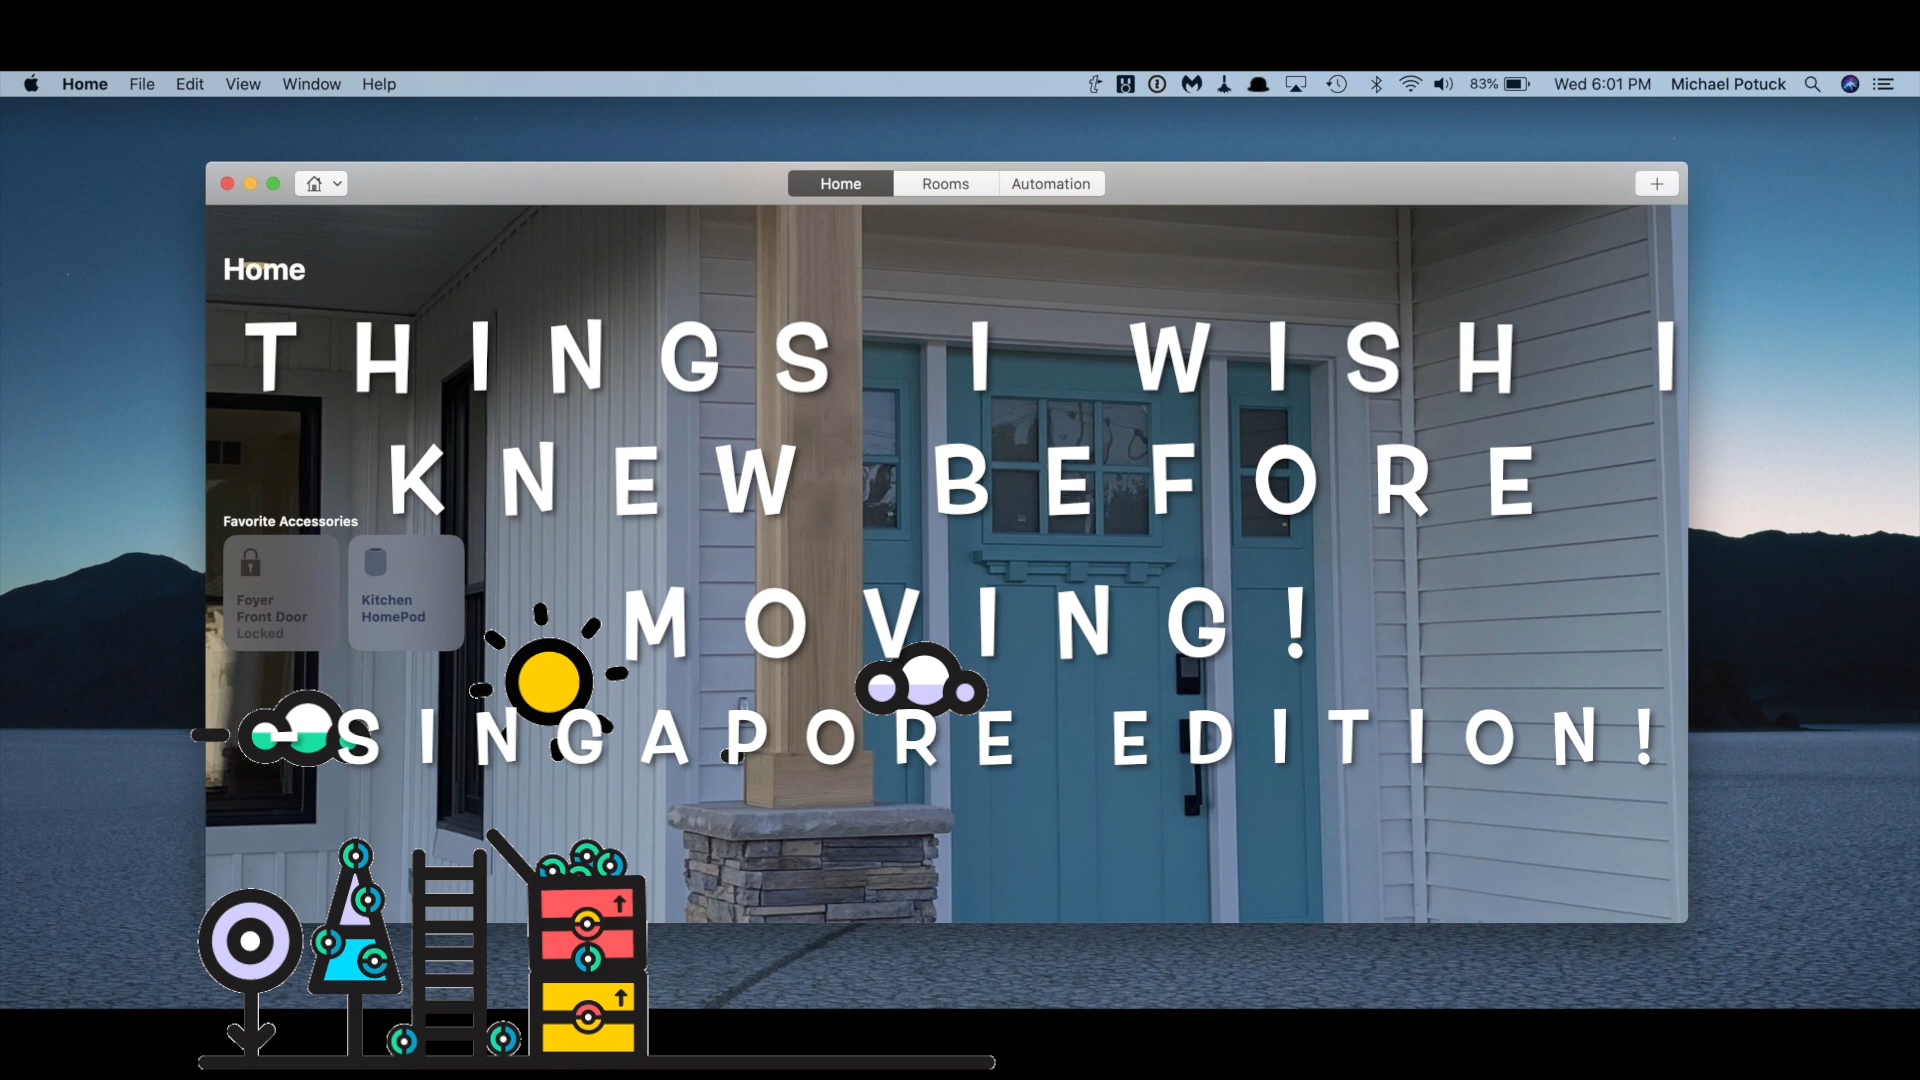 Home File Edit View Window Help 83% Wed 6:01 PM Michael Potuck
Home Rooms Automation
Home
THINGS I WISH I
KNEW BEFORE
MOVING!
-SINGAPORE EDITION!
Favorite Accessories
Foyer
Front Door
Locked
Kitchen
HomePod